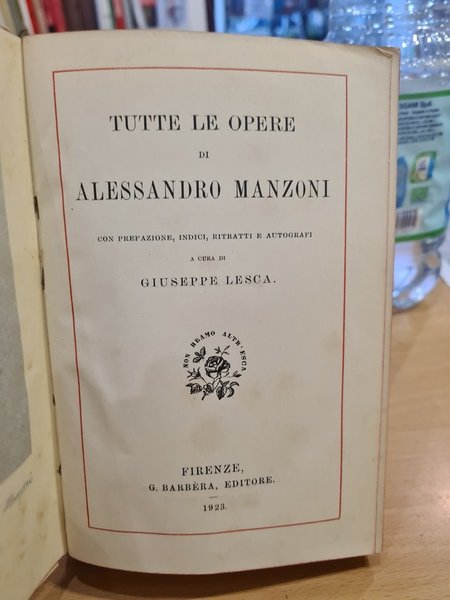 TUTTE LE OPERE
DI
ALESSANDRO MANZONI
CON PREFAZIONE, INDICI, RITRATTI E AUTOGRAFI
A CURA DI
GIUSEPPE LESCA.
NON BRAMO ALTR'ESCA
FIRENZE,
G. BARBÈRA, EDITORE.
1923.